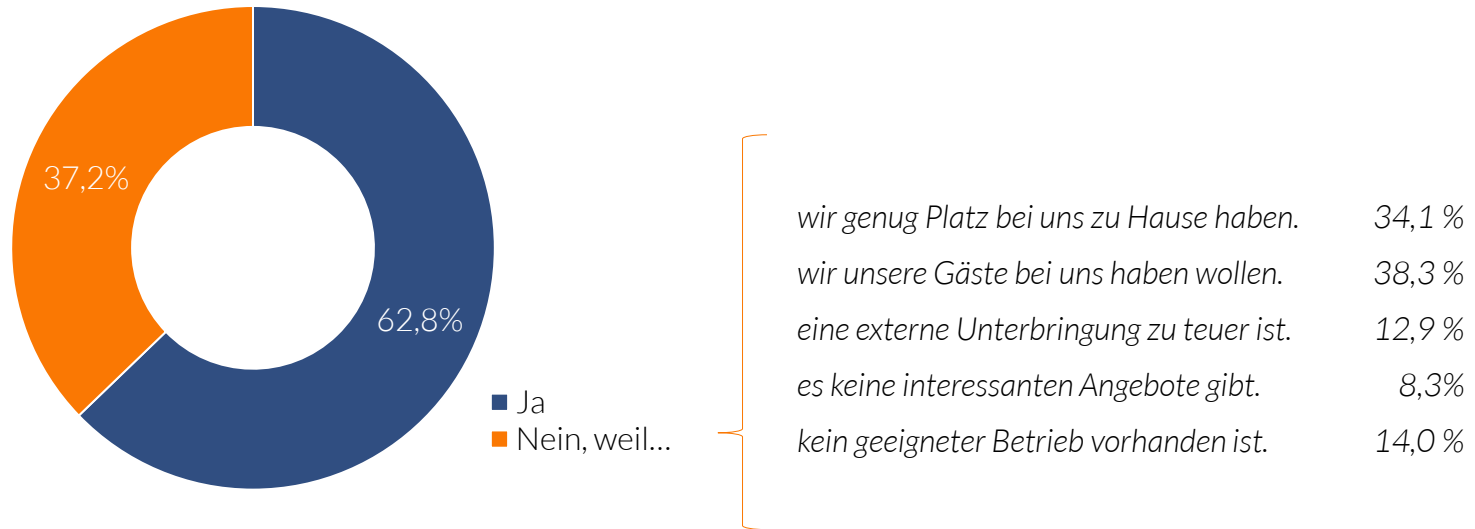 37,2%
62,8%
Ja
Nein, weil...
wir genug Platz bei uns zu Hause haben. 34,1 %
wir unsere Gäste bei uns haben wollen. 38,3 %
eine externe Unterbringung zu teuer ist. 12,9 %
es keine interessanten Angebote gibt. 8,3%
kein geeigneter Betrieb vorhanden ist. 14,0 %